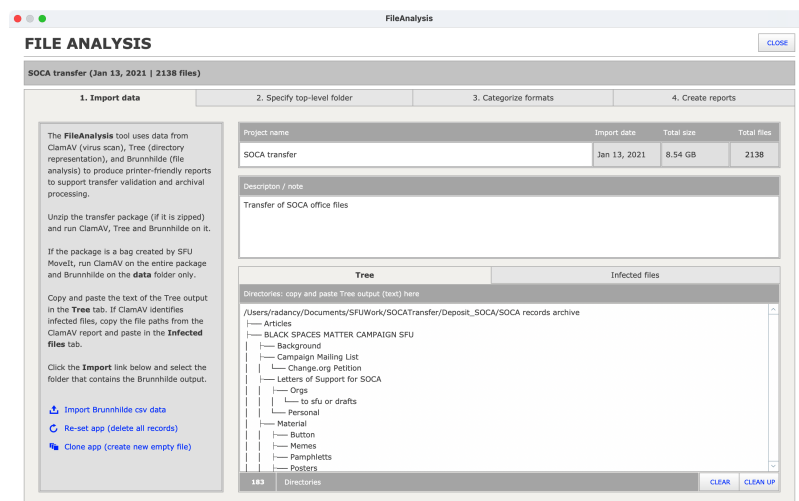 FileAnalysis
FILE ANALYSIS
CLOSE
SOCA transfer (Jan 13, 2021 | 2138 files)
1. Import data
2. Specify top-level folder
3. Categorize formats
4. Create reports
The FileAnalysis tool uses data from
ClamAV (virus scan), Tree (directory
representation), and Brunnhilde (file
analysis) to produce printer-friendly reports
to support transfer validation and archival
processing.
Unzip the transfer package (if it is zipped)
and run ClamAV, Tree and Brunnhilde on it.
If the package is a bag created by SFU
MoveIt, run ClamAV on the entire package
and Brunnhilde on the data folder only.
Copy and paste the text of the Tree output
in the Tree tab. If ClamAV identifies
infected files, copy the file paths from the
ClamAV report and paste in the Infected
files tab.
Click the Import link below and select the
folder that contains the Brunnhilde output.
Import Brunnhilde csv data
Re-set app (delete all records)
Clone app (create new empty file)
Project name
Import date
Total size
Total files
SOCA transfer
Jan 13, 2021
8.54 GB
2138
Descripton / note
Transfer of SOCA office files
Tree
Infected files
Directories: copy and paste Tree output (text) here
/Users/radancy/Documents/SFUWork/SOCATransfer/Deposit_SOCA/SOCA records archive
├── Articles
├── BLACK SPACES MATTER CAMPAIGN SFU
│   ├── Background
│   ├── Campaign Mailing List
│   │   └── Change.org Petition
│   ├── Letters of Support for SOCA
│   │   ├── Orgs
│   │   │   └── to sfu or drafts
│   │   └── Personal
│   ├── Material
│   │   ├── Button
│   │   ├── Memes
│   │   ├── Pamphletts
│   │   ├── Posters
183
Directories
CLEAR
CLEAN UP